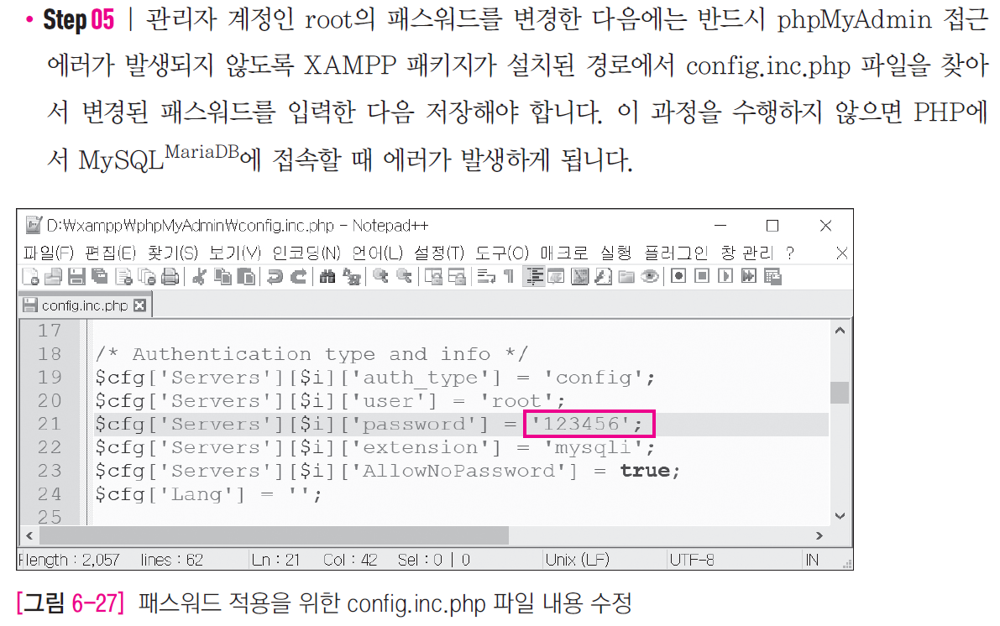 • Step 05 | 관리자 계정인 root의 패스워드를 변경한 다음에는 반드시 phpMyAdmin 접근
에러가 발생되지 않도록 XAMPP 패키지가 설치된 경로에서 config.inc.php 파일을 찾아
서 변경된 패스워드를 입력한 다음 저장해야 합니다. 이 과정을 수행하지 않으면 PHP에
서 MySQL^MariaDB에 접속할 때 에러가 발생하게 됩니다.
D:₩xampp₩phpMyAdmin₩config.inc.php - Notepad++
파일(F) 편집(E) 찾기(S) 보기(V) 인코딩(N) 언어(L) 설정(T) 도구(O) 매크로 실행 플러그인 창 관리 ? X
config.inc.php
17
18 /* Authentication type and info */
19 $cfg['Servers'][$i]['auth_type'] = 'config';
20 $cfg['Servers'][$i]['user'] = 'root';
21 $cfg['Servers'][$i]['password'] = '123456';
22 $cfg['Servers'][$i]['extension'] = 'mysqli';
23 $cfg['Servers'][$i]['AllowNoPassword'] = true;
24 $cfg['Lang'] = '';
25
length : 2,057 lines : 62 Ln : 21 Col : 42 Sel : 0 | 0 Unix (LF) UTF-8 IN
[그림 6-27] 패스워드 적용을 위한 config.inc.php 파일 내용 수정